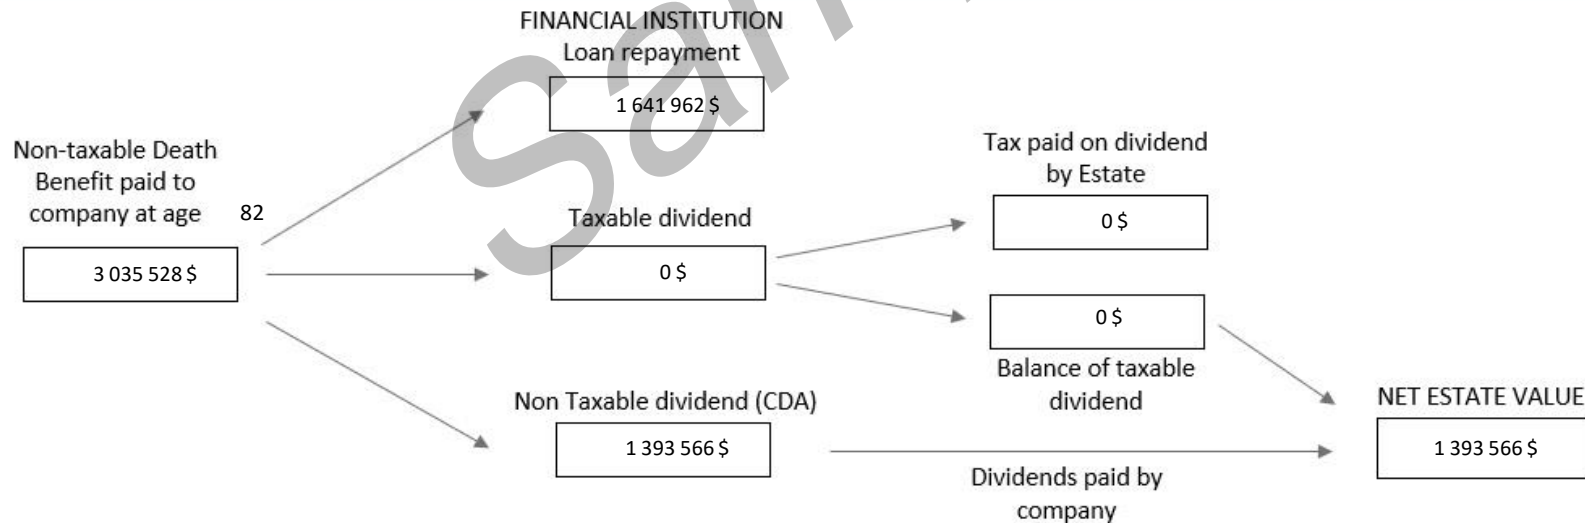 FINANCIAL INSTITUTION
Loan repayment
1 641 962 $
Non-taxable Death
Benefit paid to
company at age 82
3 035 528 $
Taxable dividend
0 $
Tax paid on dividend
by Estate
0 $
0 $
Balance of taxable
dividend
Non Taxable dividend (CDA)
1 393 566 $
Dividends paid by
company
NET ESTATE VALUE
1 393 566 $